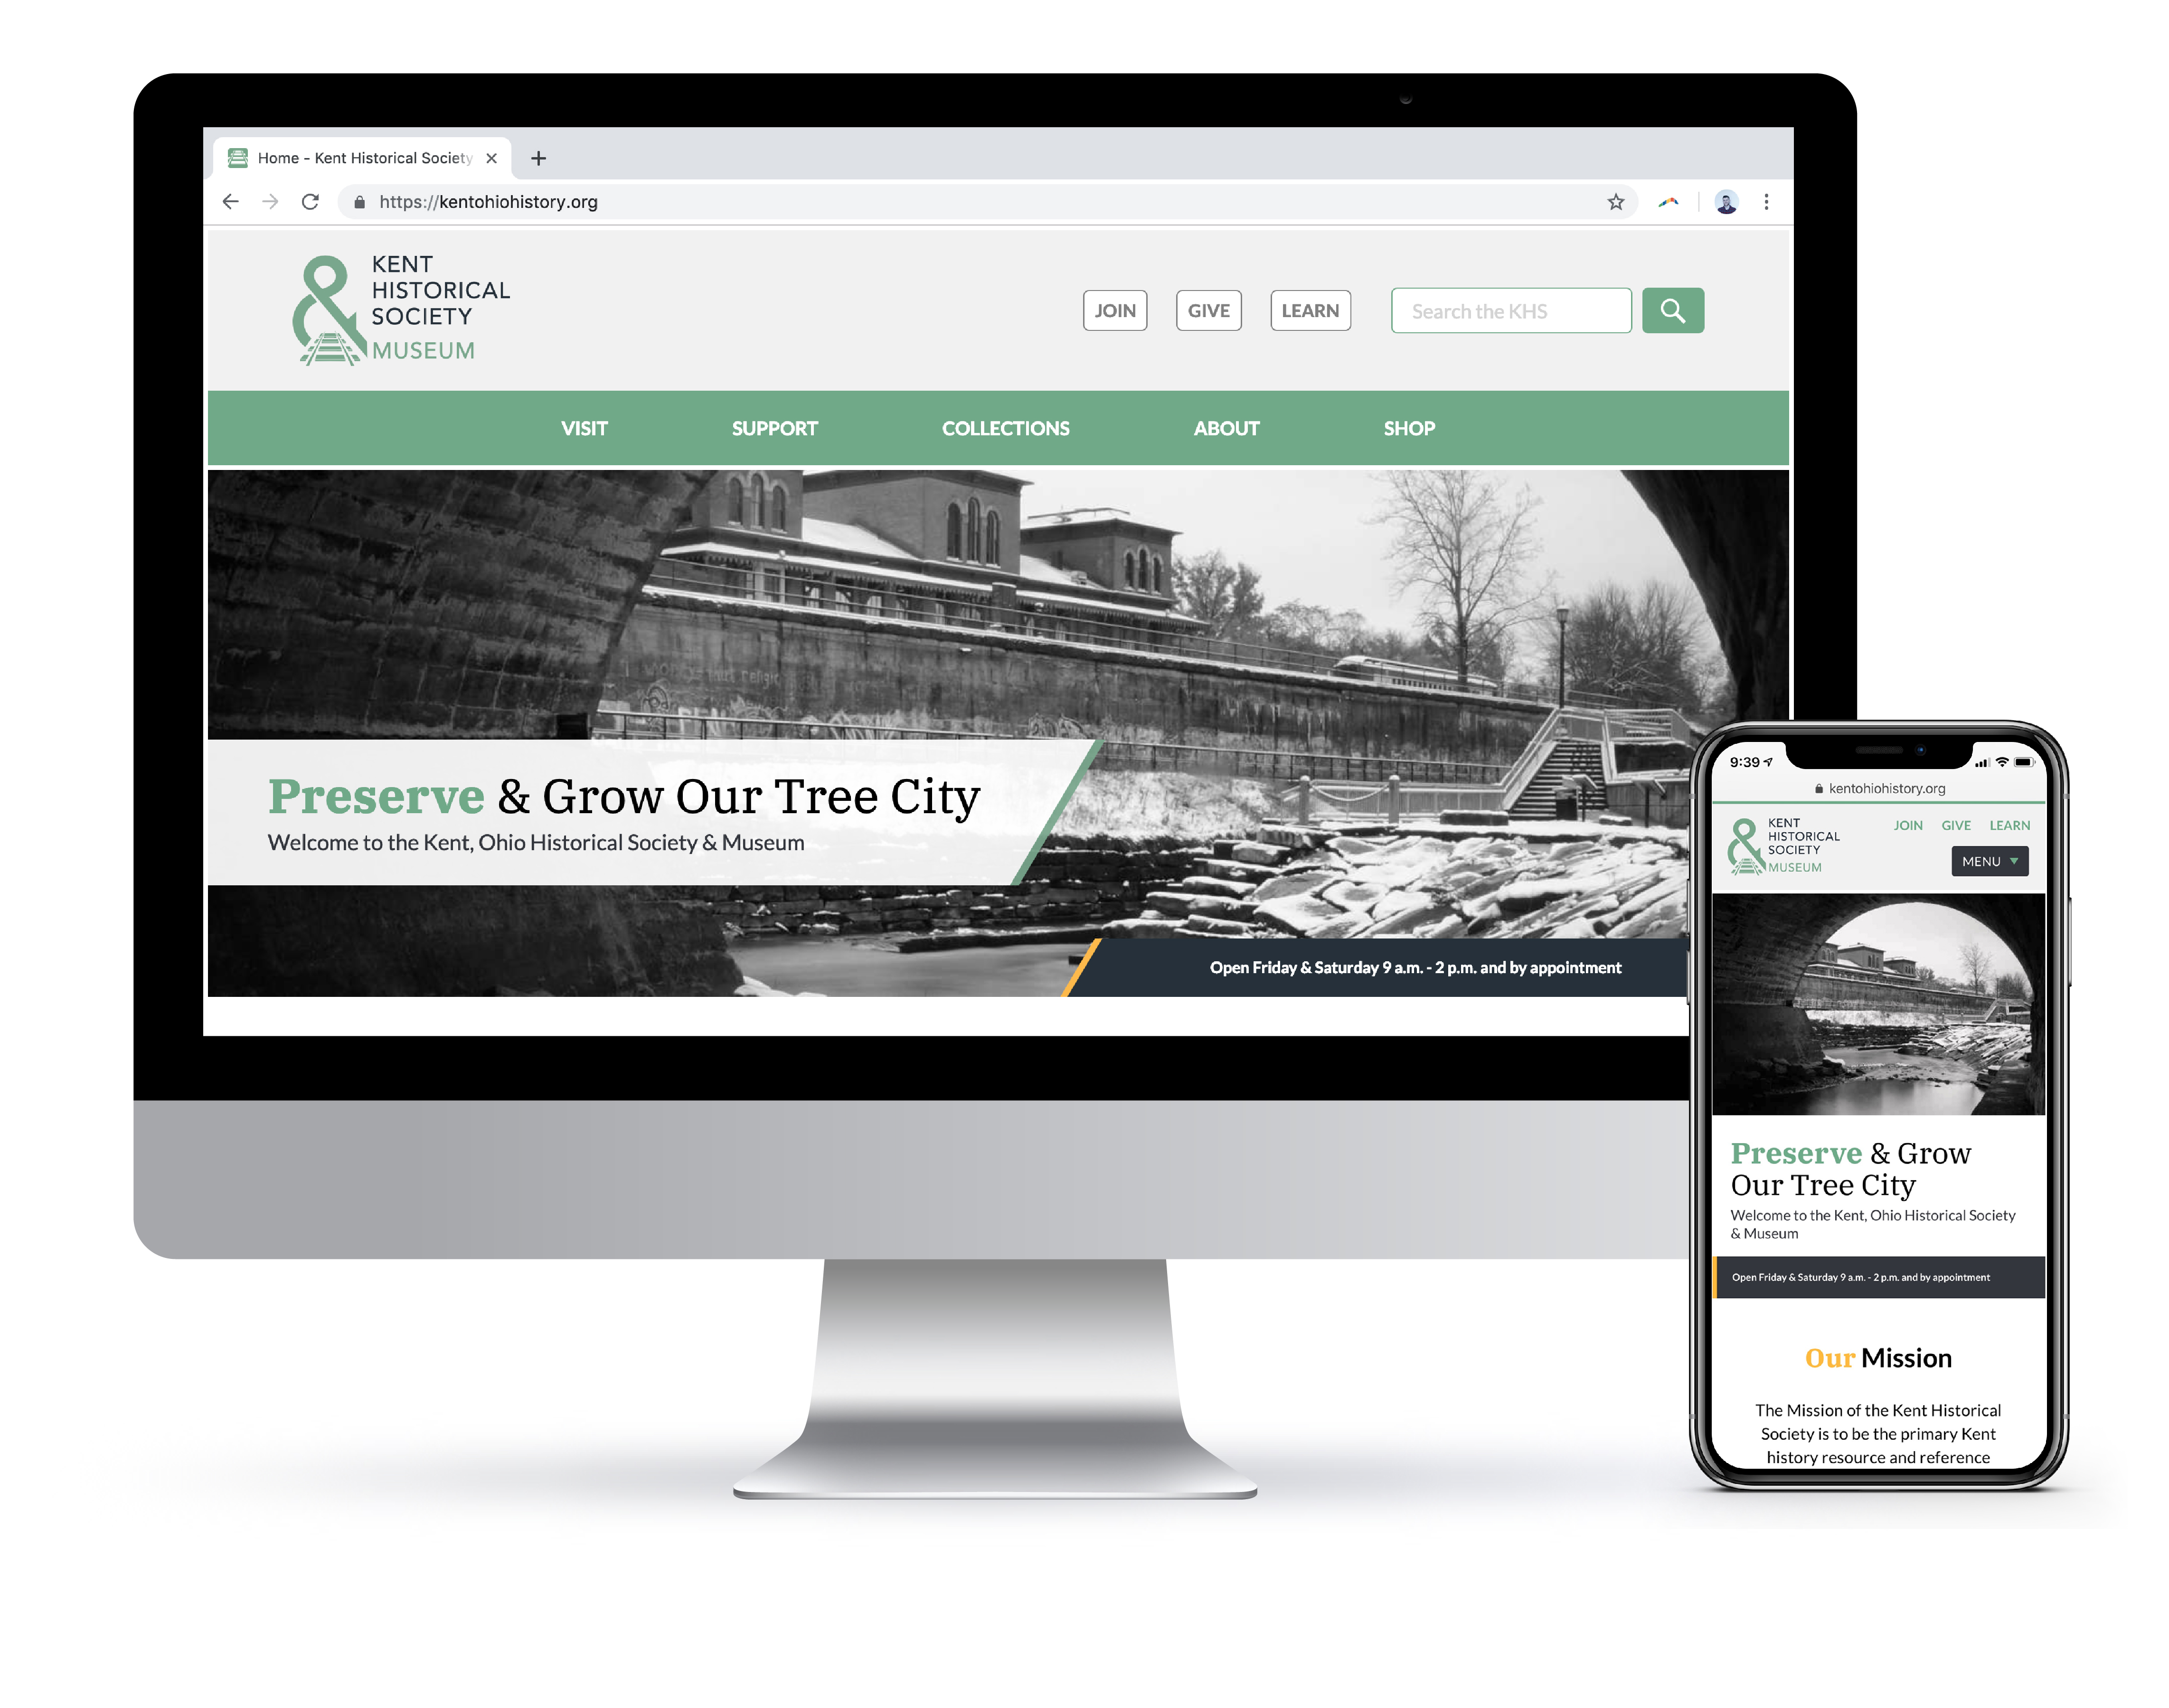 Home - Kent Historical Society
https://kentohiohistory.org
KENT
HISTORICAL
SOCIETY
MUSEUM
JOIN GIVE LEARN Search the KHS
VISIT SUPPORT COLLECTIONS ABOUT SHOP
Preserve & Grow Our Tree City
Welcome to the Kent, Ohio Historical Society & Museum
Open Friday & Saturday 9 a.m. - 2 p.m. and by appointment
9:39
kentohiohistory.org
KENT
HISTORICAL
SOCIETY
MUSEUM
JOIN GIVE LEARN
MENU
Preserve & Grow
Our Tree City
Welcome to the Kent, Ohio Historical Society
& Museum
Open Friday & Saturday 9 a.m. - 2 p.m. and by appointment
Our Mission
The Mission of the Kent Historical
Society is to be the primary Kent
history resource and reference